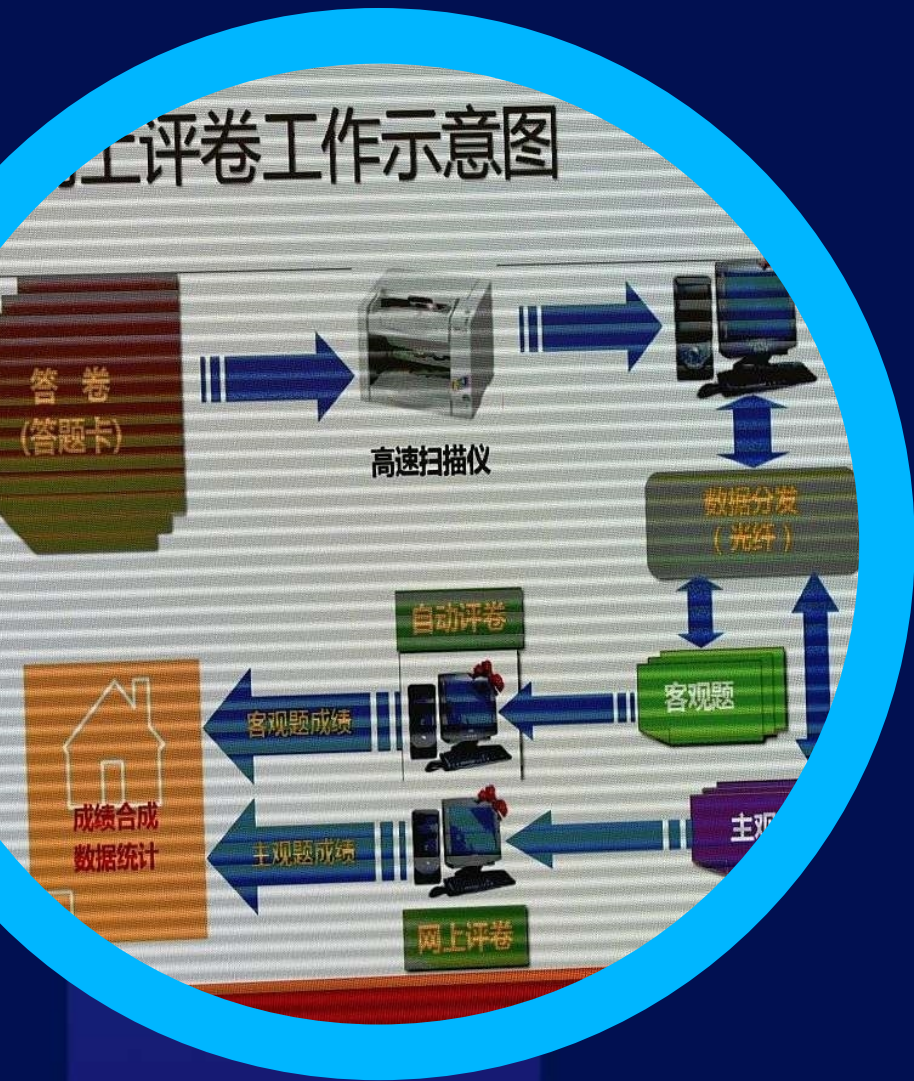 上评卷工作示意图
答 卷
(答题卡)
高速扫描仪
数据分发
(光纤)
自动评卷
客观题
客观题成绩
成绩合成
数据统计
主观
主观题成绩
网上评卷